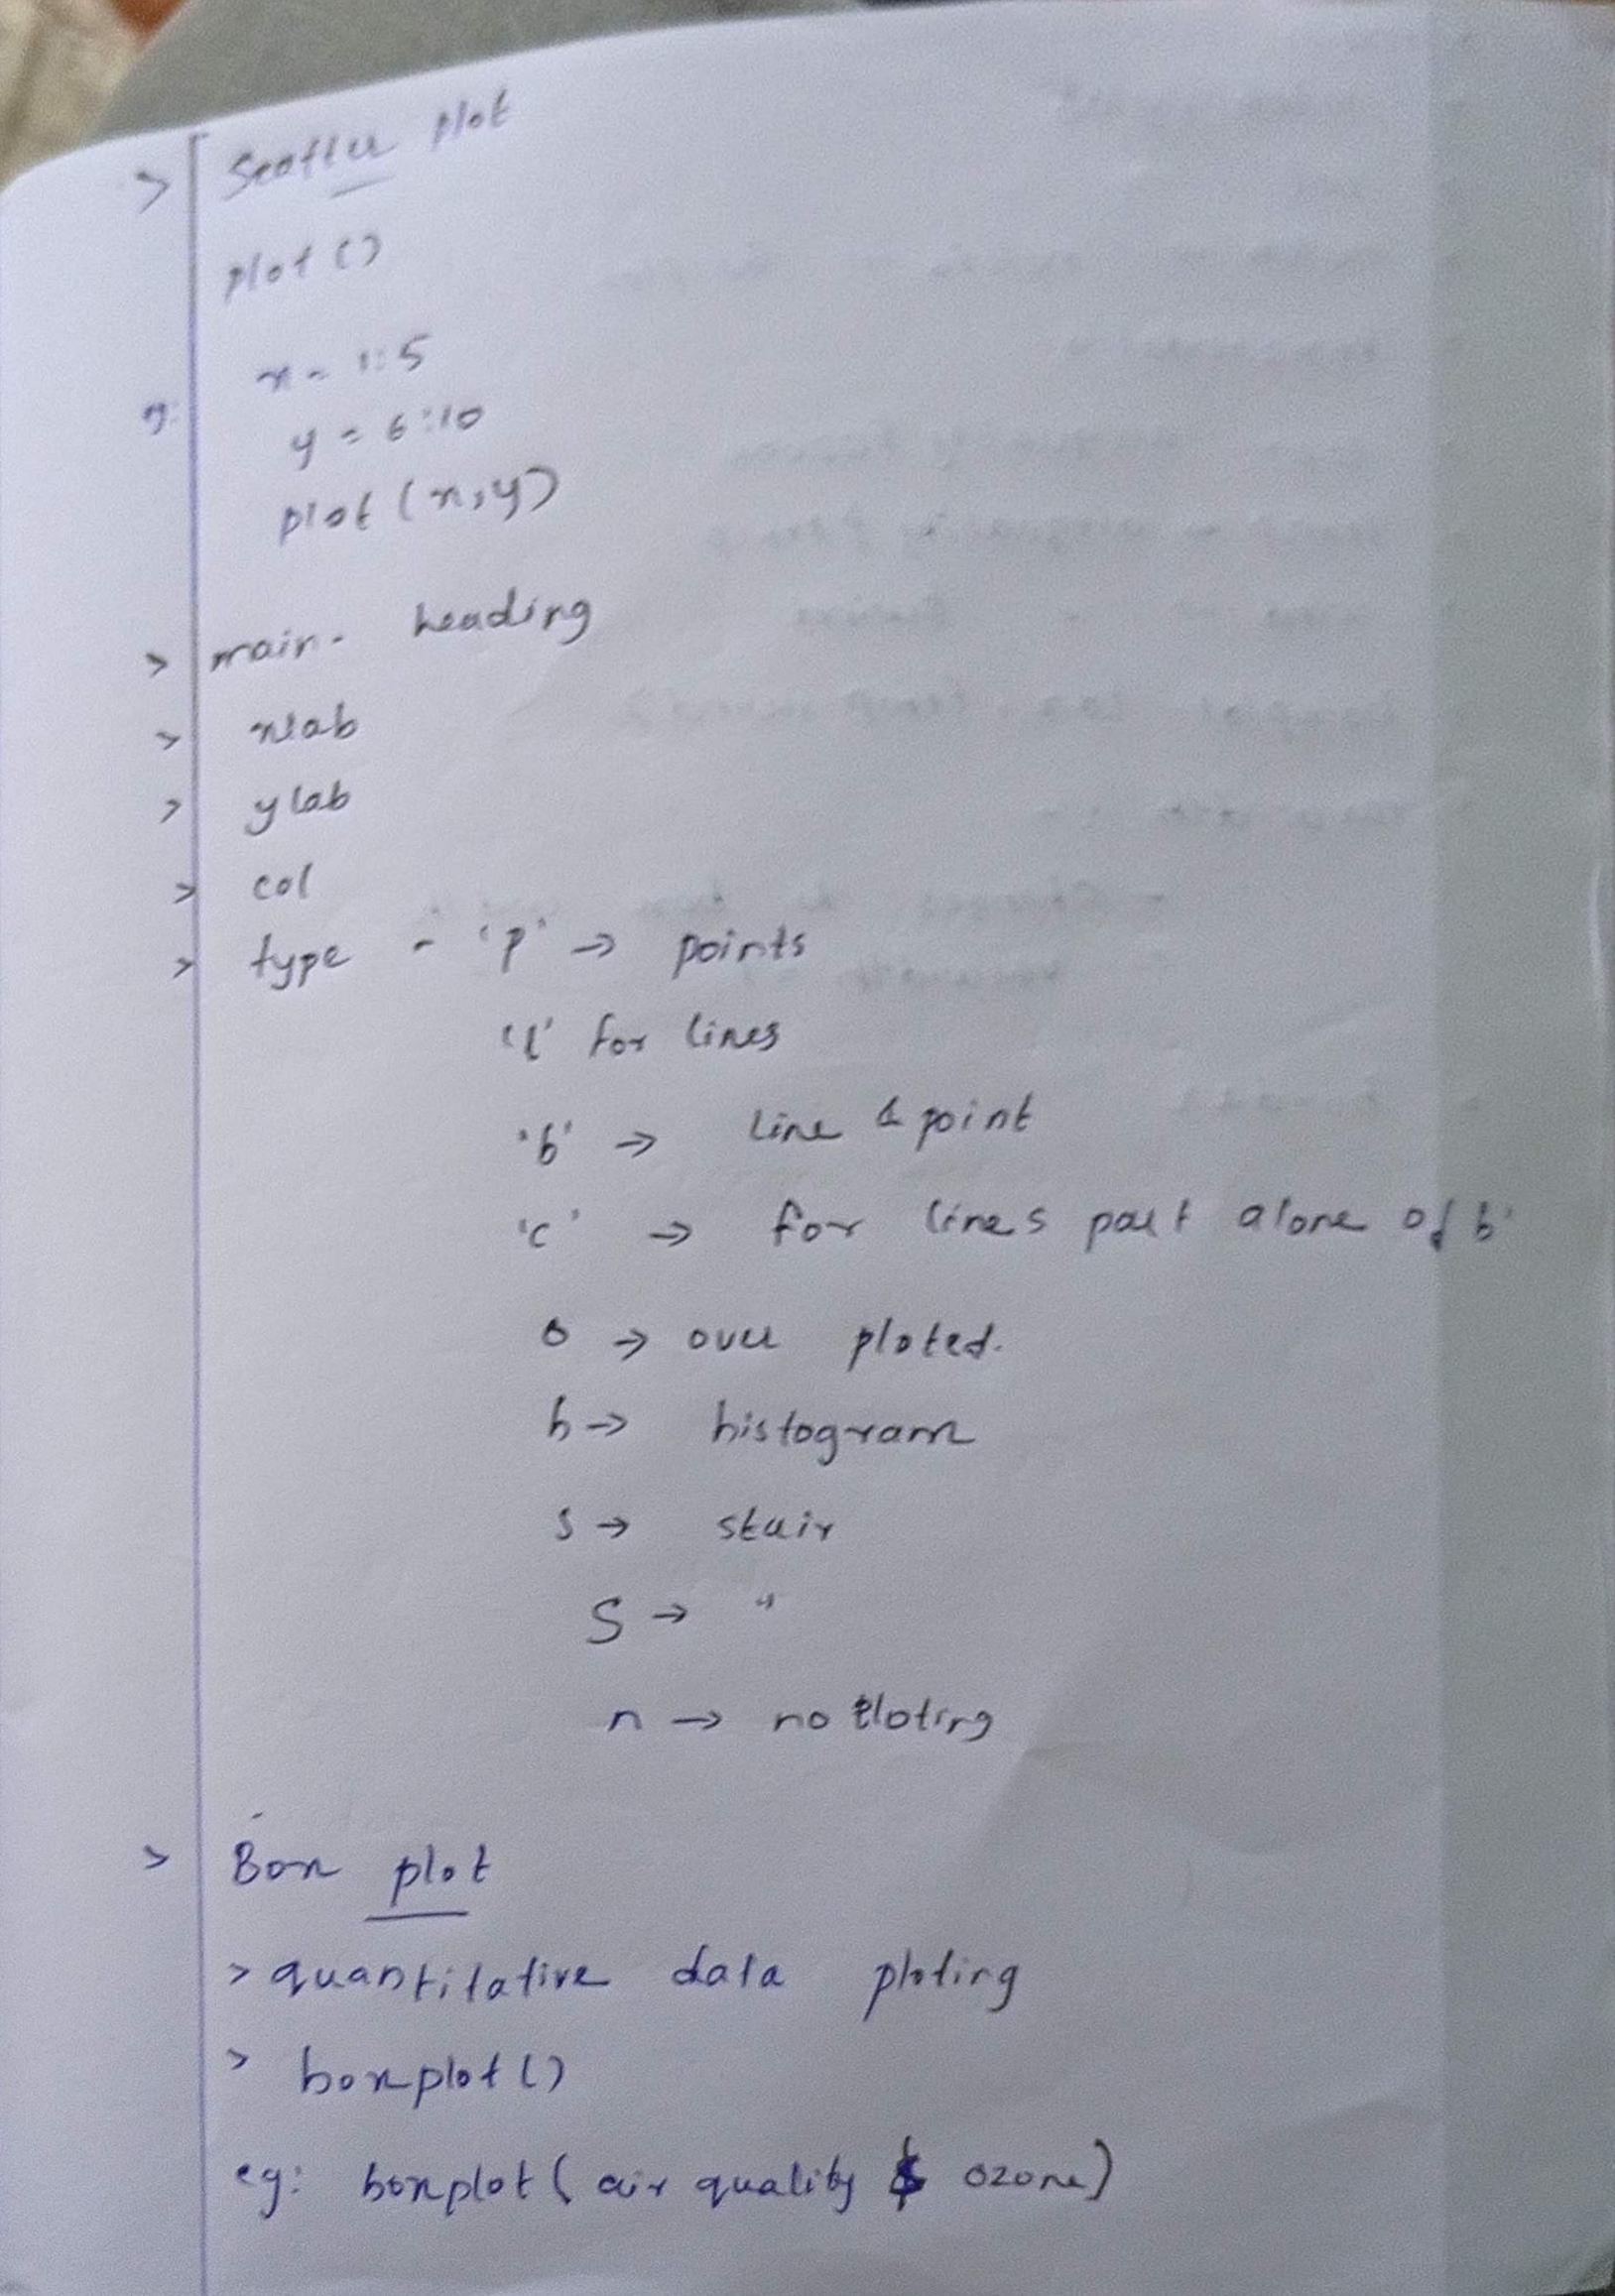 > Scatter plot
plot ()
x = 1:5
eg: y = 6:10
plot (x,y)
> main - heading
> xlab
> ylab
> col
> type - 'p' → points
'l' for lines
'b' → line & point
'c' → for lines part alone of b'
o → over ploted.
h → histogram
s → stair
S → "
n → no ploting
> Box plot
> quantitative data ploting
> boxplot ()
eg: boxplot ( air quality $ ozone)